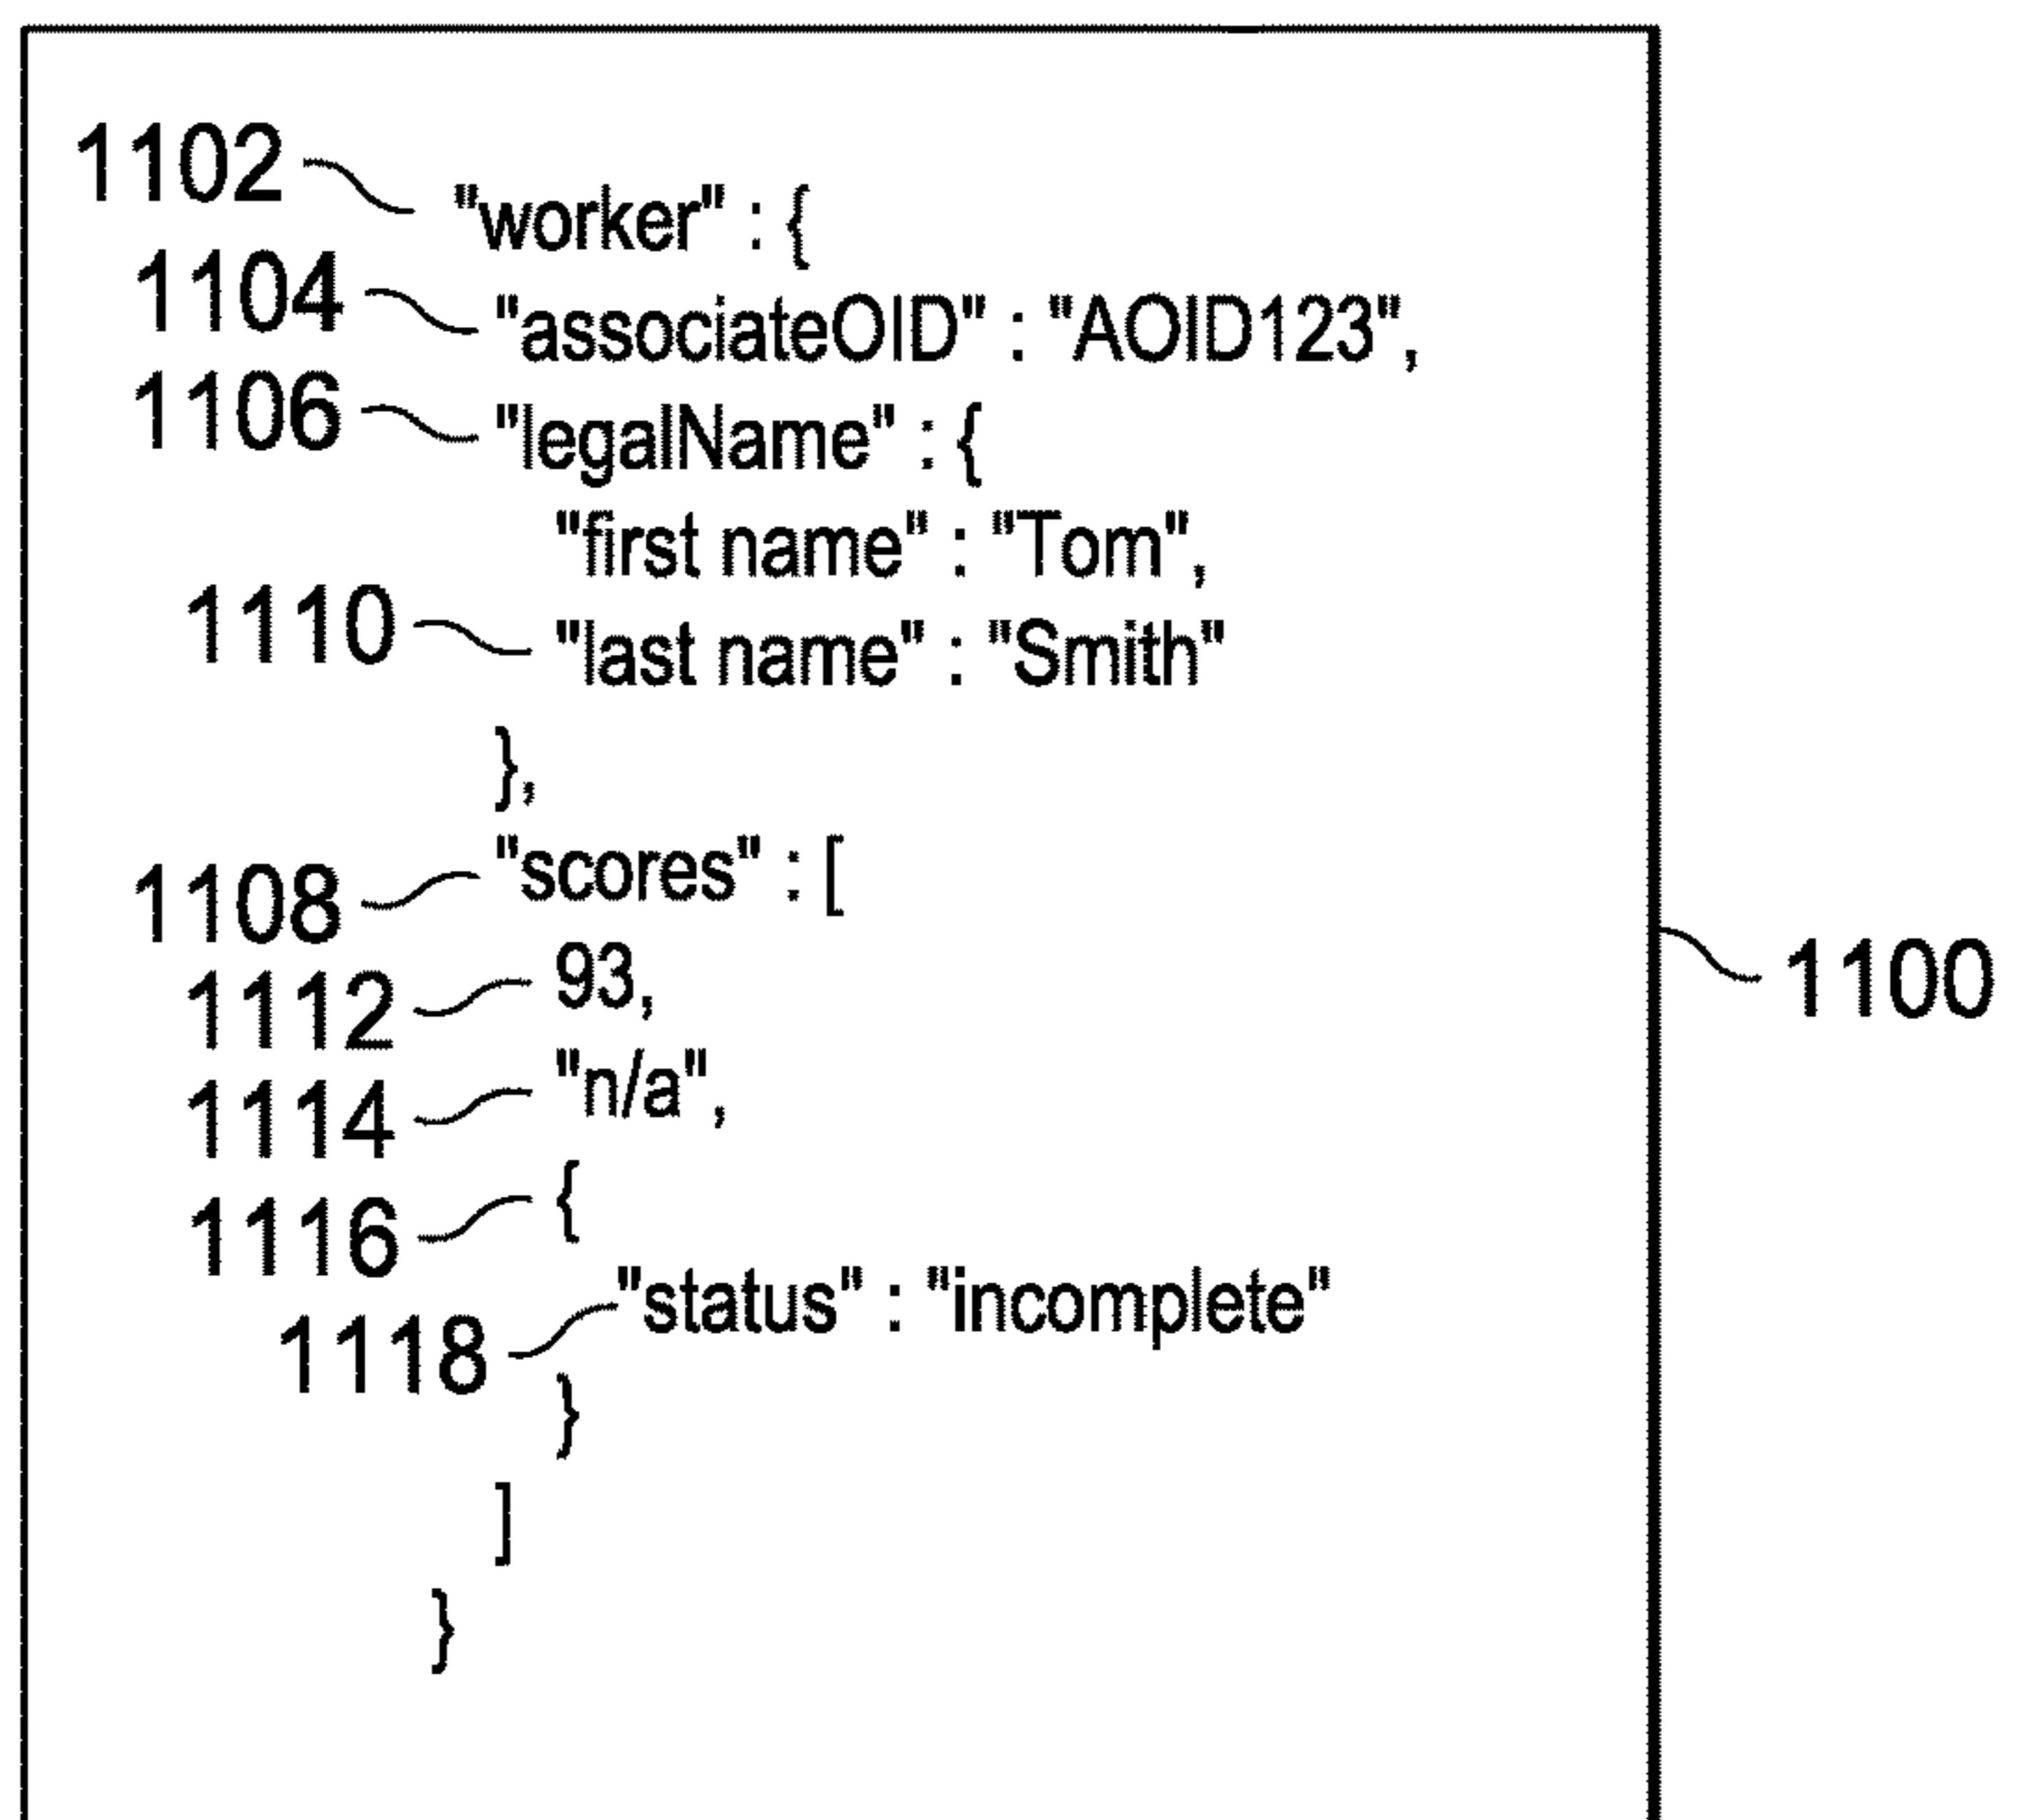 1102 "worker" : {
1104 "associateOID" : "AOID123",
1106 "legalName" : {
"first name" : "Tom",
1110 "last name" : "Smith"
},
1108 "scores" : [
1112 93,
1100
1114 "n/a",
1116 {
1118 "status" : "incomplete"
}
]
}